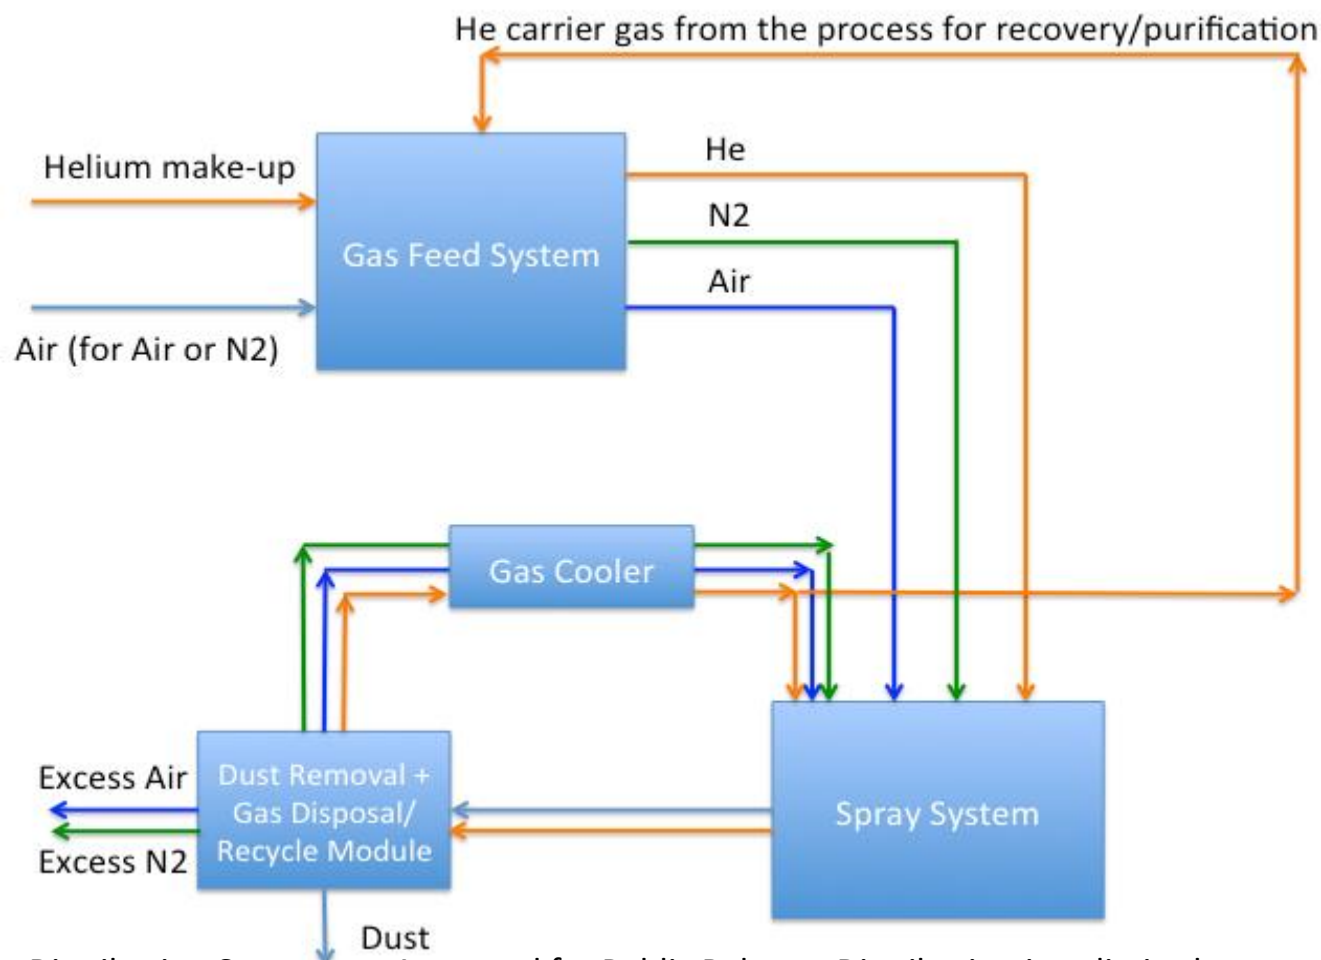 He carrier gas from the process for recovery/purification
Helium make-up
He
N2
Gas Feed System
Air
Air (for Air or N2)
Gas Cooler
Excess Air
Dust Removal +
Gas Disposal/
Recycle Module
Spray System
Excess N2
Dust